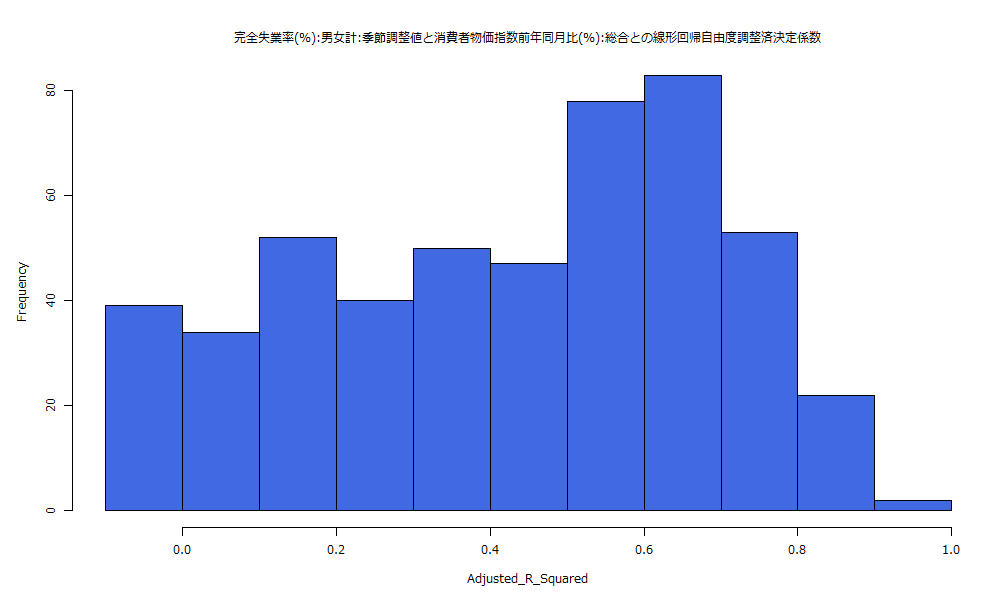 完全失業率(%):男女計:季節調整値と消費者物価指数前年同月比(%):総合との線形回帰自由度調整済決定係数
80
60
40
20
0
Frequency
0.0 0.2 0.4 0.6 0.8 1.0
Adjusted_R_Squared